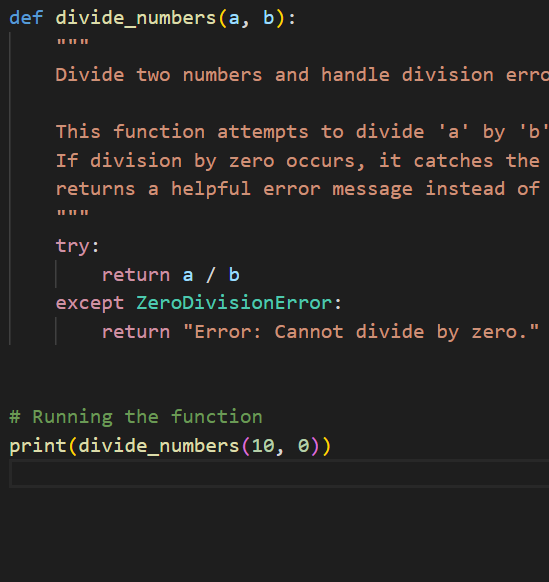 def divide_numbers(a, b):
    """
    Divide two numbers and handle division erro

    This function attempts to divide 'a' by 'b'
    If division by zero occurs, it catches the
    returns a helpful error message instead of
    """
    try:
        return a / b
    except ZeroDivisionError:
        return "Error: Cannot divide by zero."


# Running the function
print(divide_numbers(10, 0))